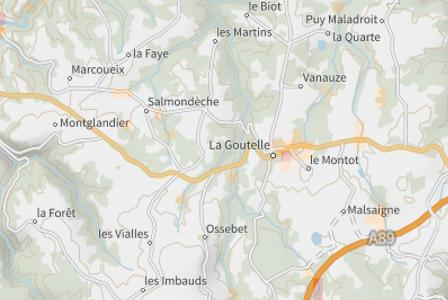 le Biot
Puy Maladroit
les Martins
la Quarte
la Faye
Marcoueix
Vanauze
Salmondèche
Montglandier
La Goutelle
le Montot
la Forêt
Malsaigne
les Vialles
Ossebet
A89
les Imbauds